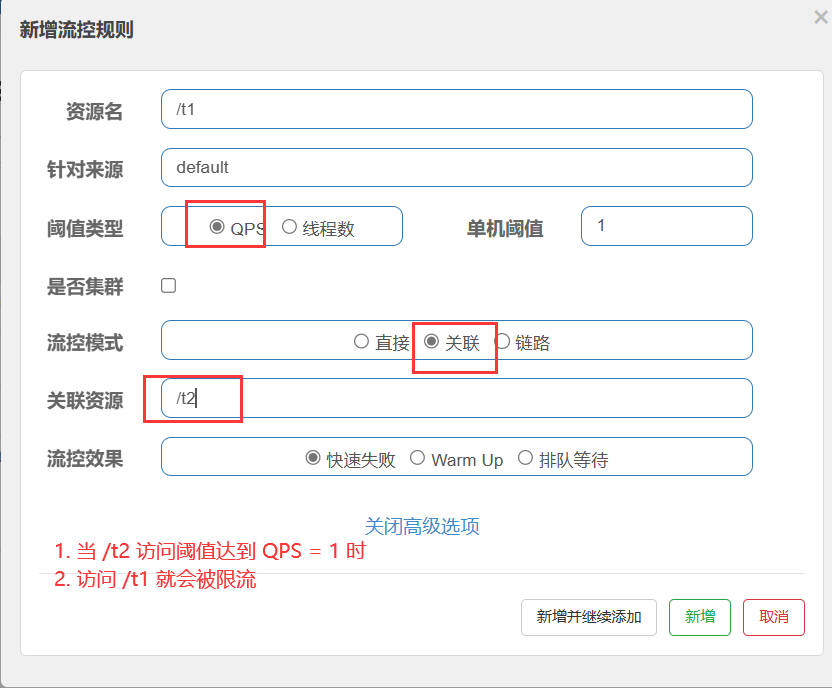 新增流控规则
×
资源名 /t1
针对来源 default
阈值类型 QPS 线程数 单机阈值 1
是否集群
流控模式 直接 关联 链路
关联资源 /t2
流控效果 快速失败 Warm Up 排队等待
关闭高级选项
1. 当 /t2 访问阈值达到 QPS = 1 时
2. 访问 /t1 就会被限流
新增并继续添加 新增 取消